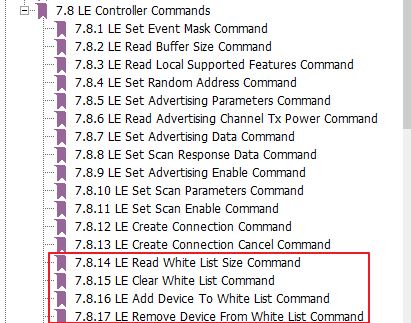 7.8 LE Controller Commands
7.8.1 LE Set Event Mask Command
7.8.2 LE Read Buffer Size Command
7.8.3 LE Read Local Supported Features Command
7.8.4 LE Set Random Address Command
7.8.5 LE Set Advertising Parameters Command
7.8.6 LE Read Advertising Channel Tx Power Command
7.8.7 LE Set Advertising Data Command
7.8.8 LE Set Scan Response Data Command
7.8.9 LE Set Advertising Enable Command
7.8.10 LE Set Scan Parameters Command
7.8.11 LE Set Scan Enable Command
7.8.12 LE Create Connection Command
7.8.13 LE Create Connection Cancel Command
7.8.14 LE Read White List Size Command
7.8.15 LE Clear White List Command
7.8.16 LE Add Device To White List Command
7.8.17 LE Remove Device From White List Command